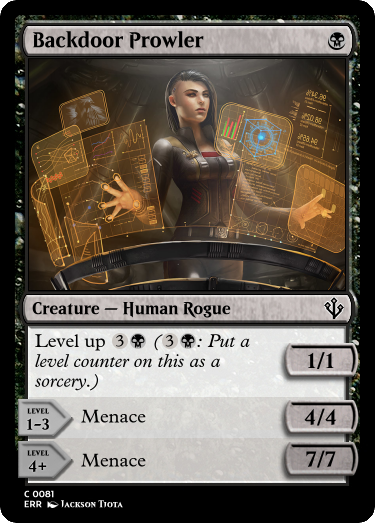 Backdoor Prowler
Creature — Human Rogue
Level up 3 (3: Put a
level counter on this as a
sorcery.)
1/1
LEVEL
1-3
Menace
4/4
LEVEL
4+
Menace
7/7
C 0081
ERR Jackson Tjota